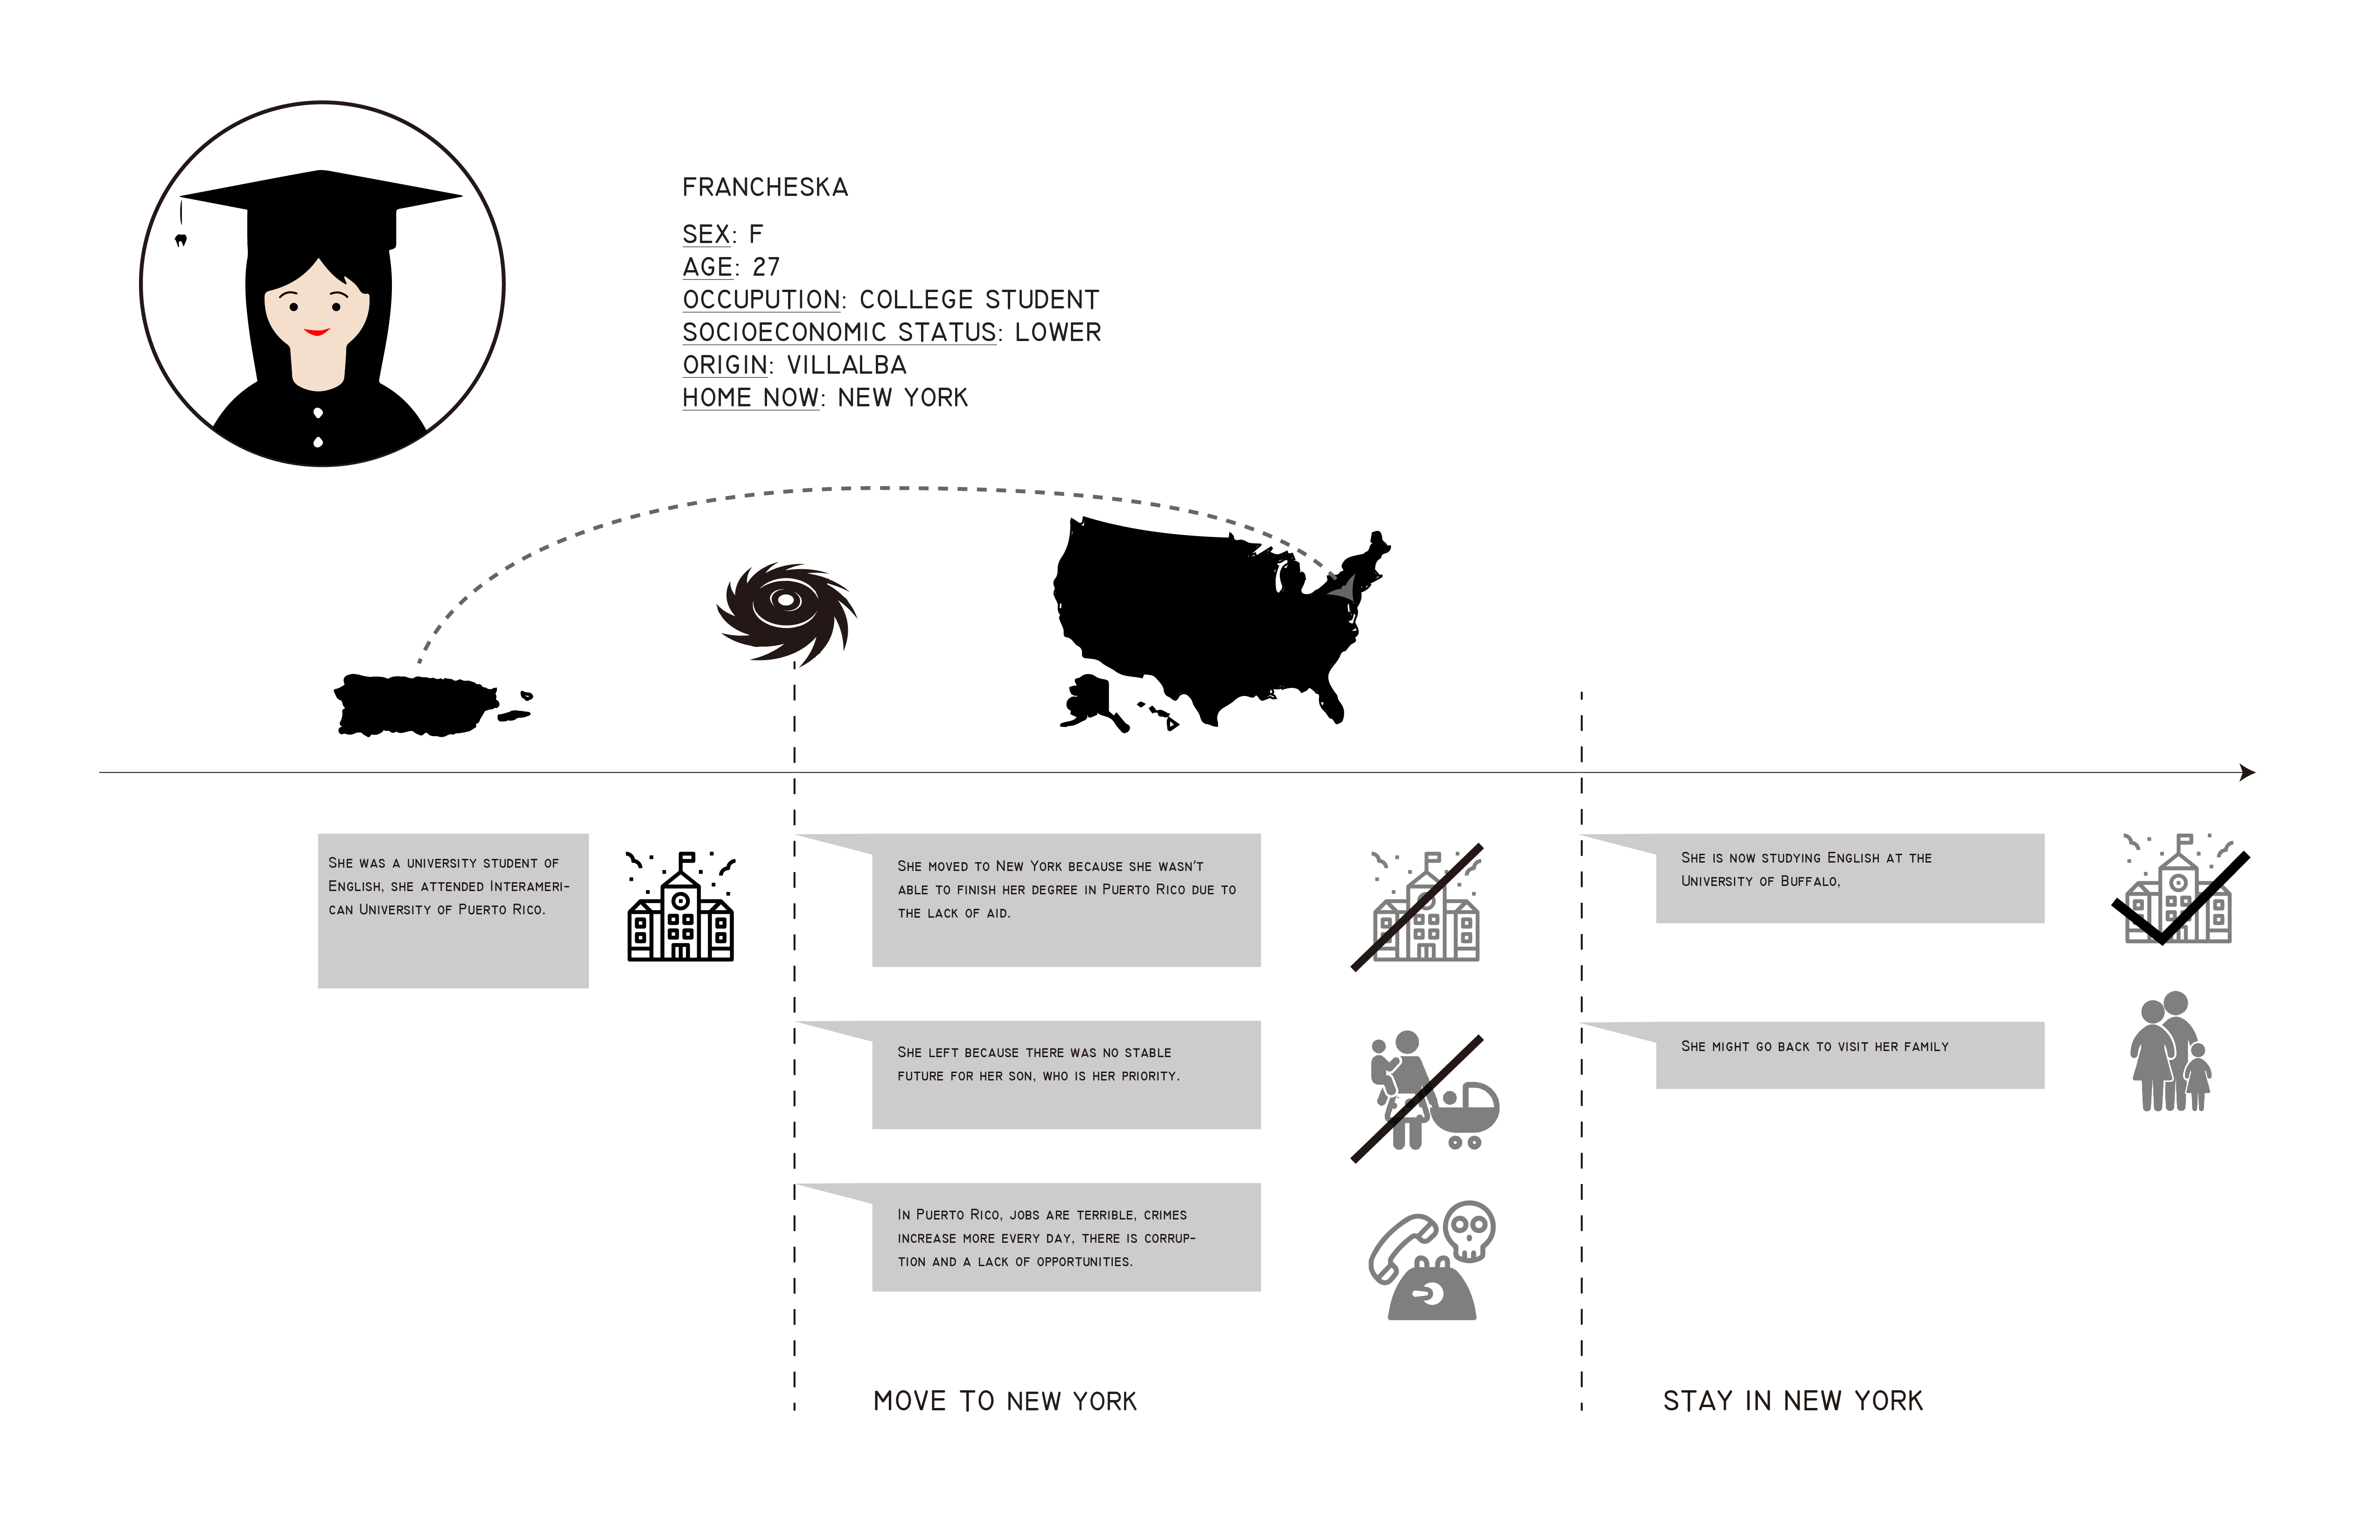 FRANCHESKA
SEX: F
AGE: 27
OCCUPUTION: COLLEGE STUDENT
SOCIOECONOMIC STATUS: LOWER
ORIGIN: VILLALBA
HOME NOW: NEW YORK
She was a university student of
English, she attended Interameri-
can University of Puerto Rico.
She moved to New York because she wasn't
able to finish her degree in Puerto Rico due to
the lack of aid.
She left because there was no stable
future for her son, who is her priority.
In Puerto Rico, jobs are terrible, crimes
increase more every day, there is corrup-
tion and a lack of opportunities.
She is now studying English at the
University of Buffalo,
She might go back to visit her family
MOVE TO NEW YORK
STAY IN NEW YORK